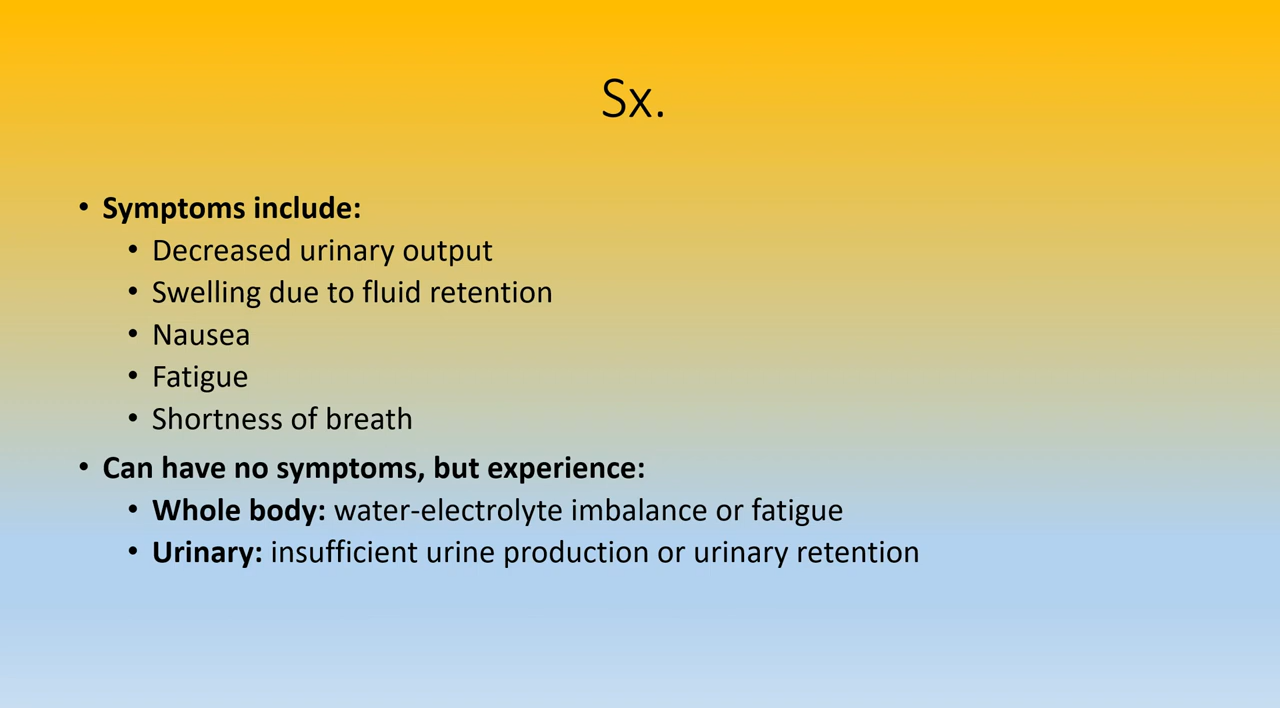 Sx.
• Symptoms include:
• Decreased urinary output
• Swelling due to fluid retention
• Nausea
• Fatigue
• Shortness of breath
• Can have no symptoms, but experience:
• Whole body: water-electrolyte imbalance or fatigue
• Urinary: insufficient urine production or urinary retention